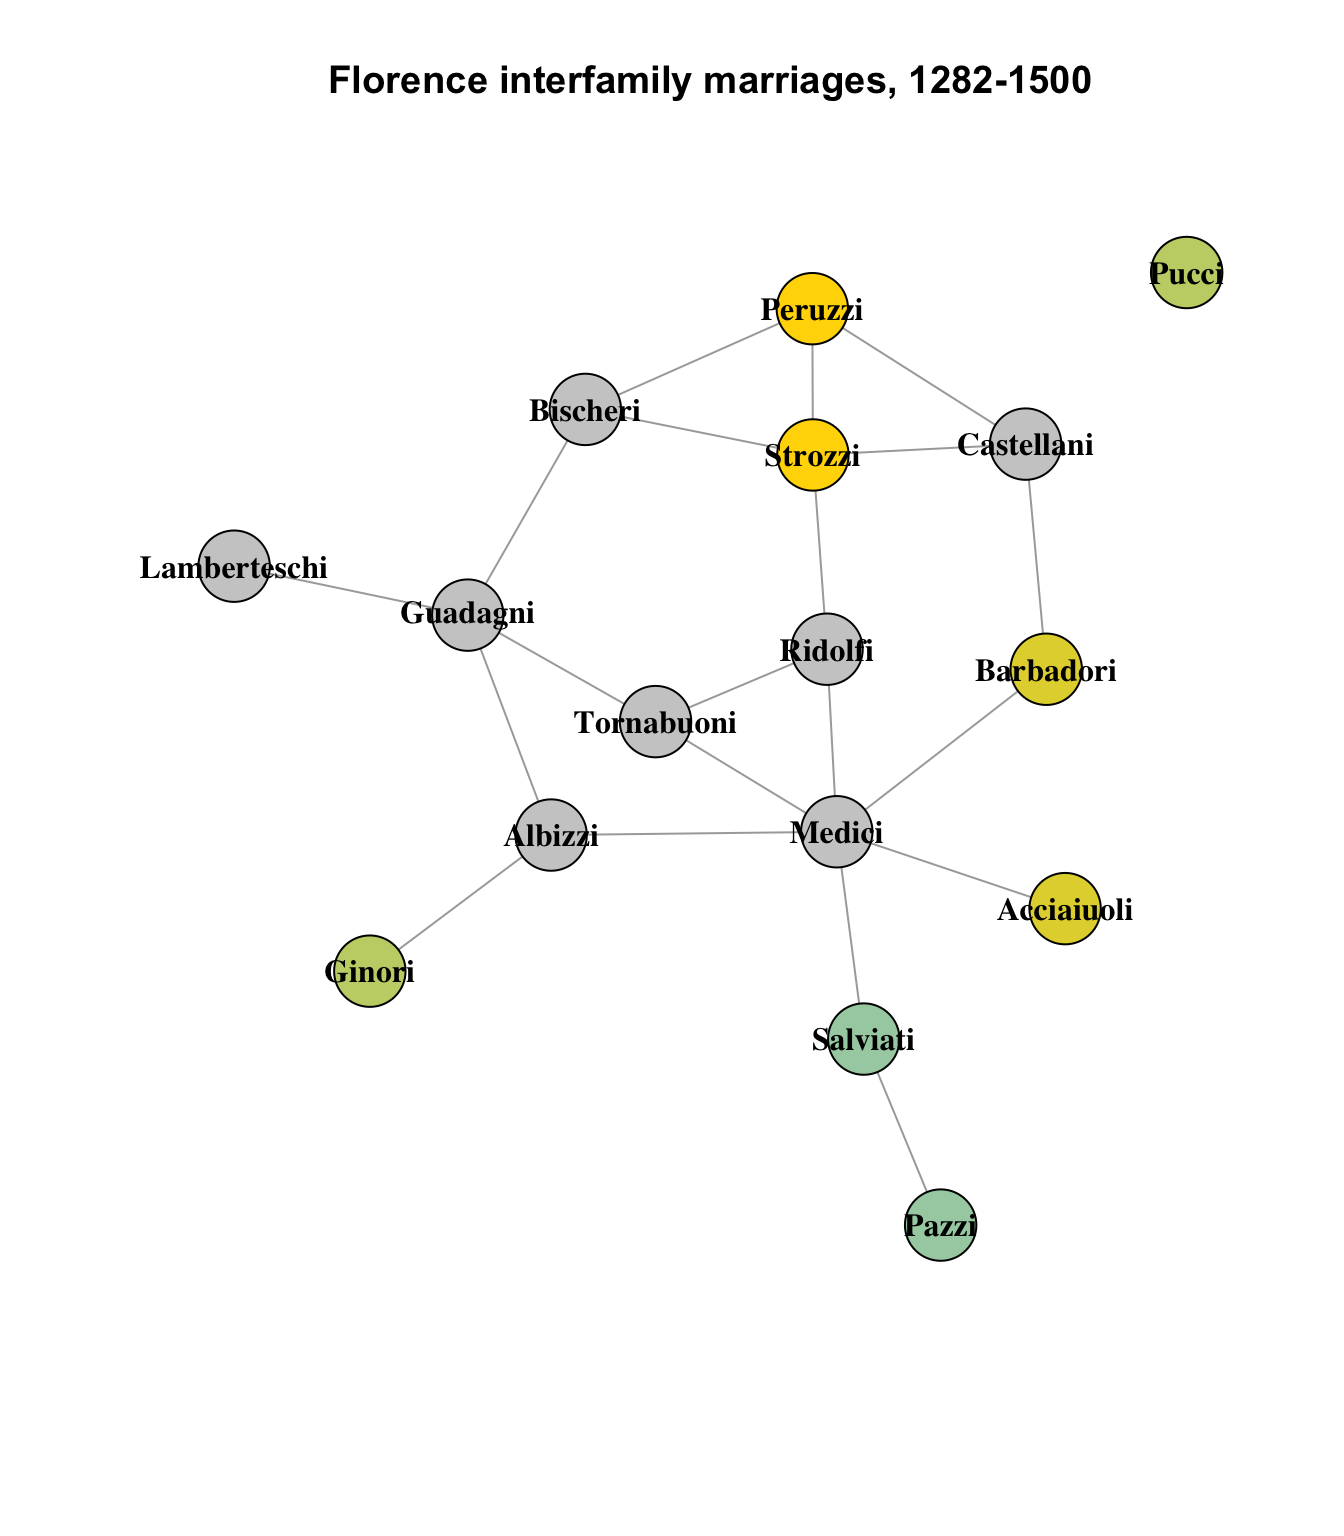 Florence interfamily marriages, 1282-1500
Pucci
Peruzzi
Bischeri
Castellani
Strozzi
Lamberteschi
Guadagni
Ridolfi
Barbadori
Tornabuoni
Medici
Albizzi
Acciaiuoli
Ginori
Salviati
Pazzi